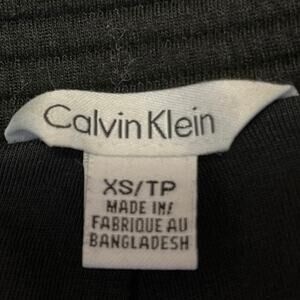 Calvin Klein
XS/TP
MADE IN/
FABRIQUE AU
BANGLADESH